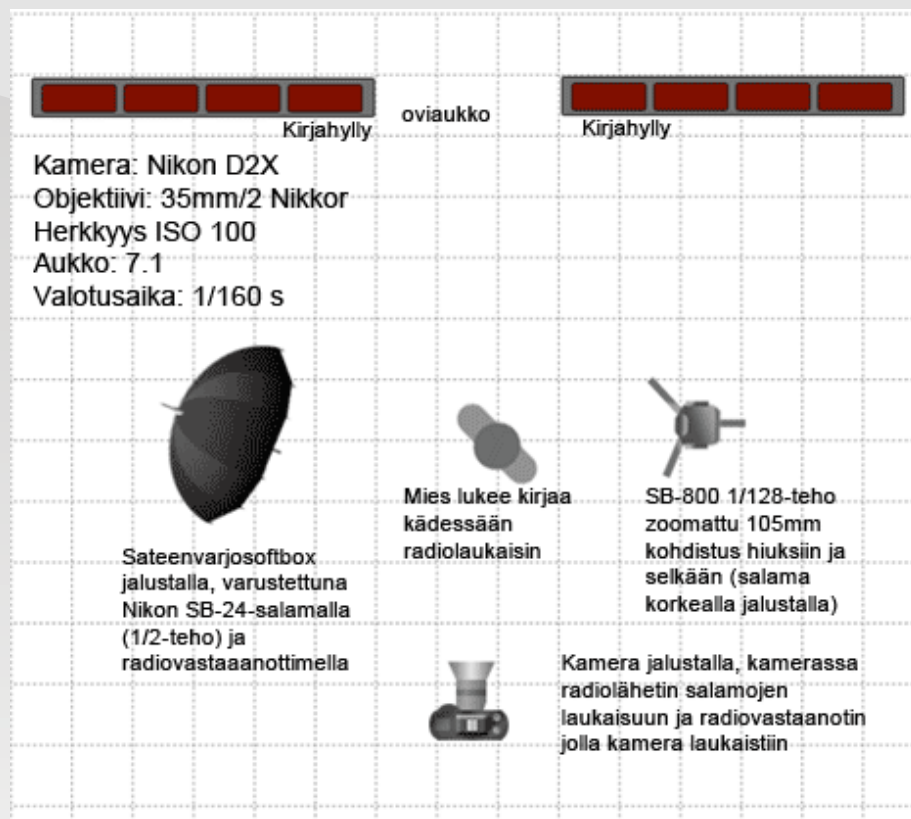 Kirjahylly
oviaukko
Kirjahylly
Kamera: Nikon D2X
Objektiivi: 35mm/2 Nikkor
Herkkyys ISO 100
Aukko: 7.1
Valotusaika: 1/160 s
Sateenvarjosoftbox
jalustalla, varustettuna
Nikon SB-24-salamalla
(1/2-teho) ja
radiovastaaanottimella
Mies lukee kirjaa
kädessään
radiolaukaisin
SB-800 1/128-teho
zoomattu 105mm
kohdistus hiuksiin ja
selkään (salama
korkealla jalustalla)
Kamera jalustalla, kamerassa
radiolähetin salamojen
laukaisuun ja radiovastaanotin
jolla kamera laukaistiin